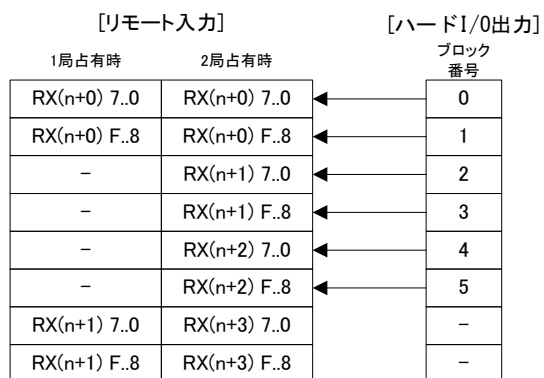 [リモート入力] [ハードI/O出力]
1局占有時 2局占有時 ブロック
番号
RX(n+0) 7..0 RX(n+0) 7..0 0
RX(n+0) F..8 RX(n+0) F..8 1
− RX(n+1) 7..0 2
− RX(n+1) F..8 3
− RX(n+2) 7..0 4
− RX(n+2) F..8 5
RX(n+1) 7..0 RX(n+3) 7..0 −
RX(n+1) F..8 RX(n+3) F..8 −